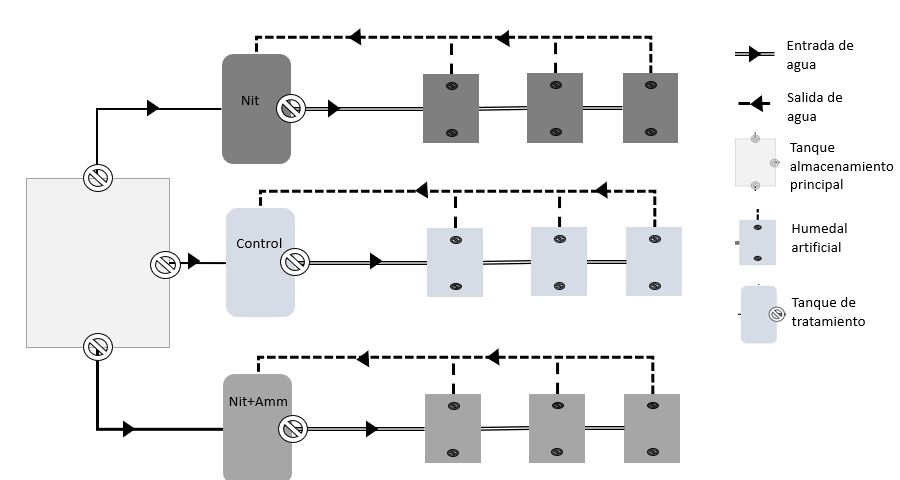 Nit
Control
Nit+Amm
Entrada de
agua
Salida de
agua
Tanque
almacenamiento
principal
Humedal
artificial
Tanque de
tratamiento